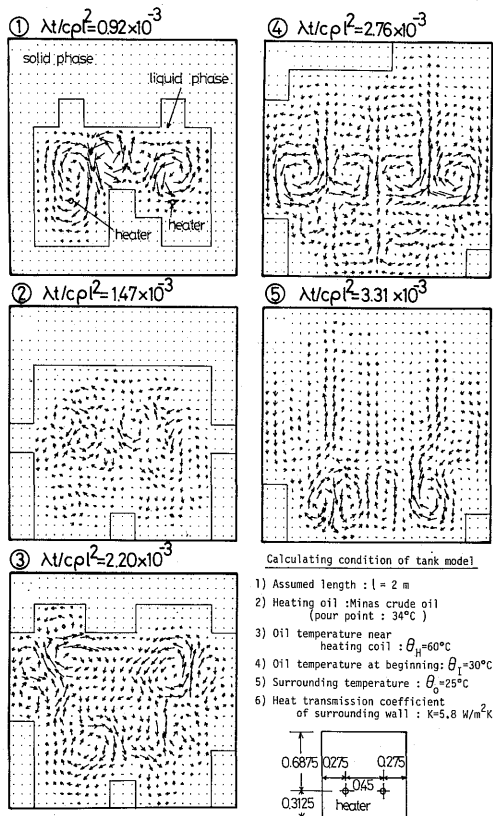 ① λt/cρl²=0.92×10⁻³
solid phase
liquid phase
heater
heater
② λt/cρl²=1.47×10⁻³
③ λt/cρl²=2.20×10⁻³
④ λt/cρl²=2.76×10⁻³
⑤ λt/cρl²=3.31×10⁻³
Calculating condition of tank model
1) Assumed length : l = 2 m
2) Heating oil :Minas crude oil
(pour point : 34°C )
3) Oil temperature near
heating coil : θH=60°C
4) Oil temperature at beginning: θI=30°C
5) Surrounding temperature : θo=25°C
6) Heat transmission coefficient
of surrounding wall : K=5.8 W/m²K
0.6875
0.275
0.275
0.45
0.3125
heater